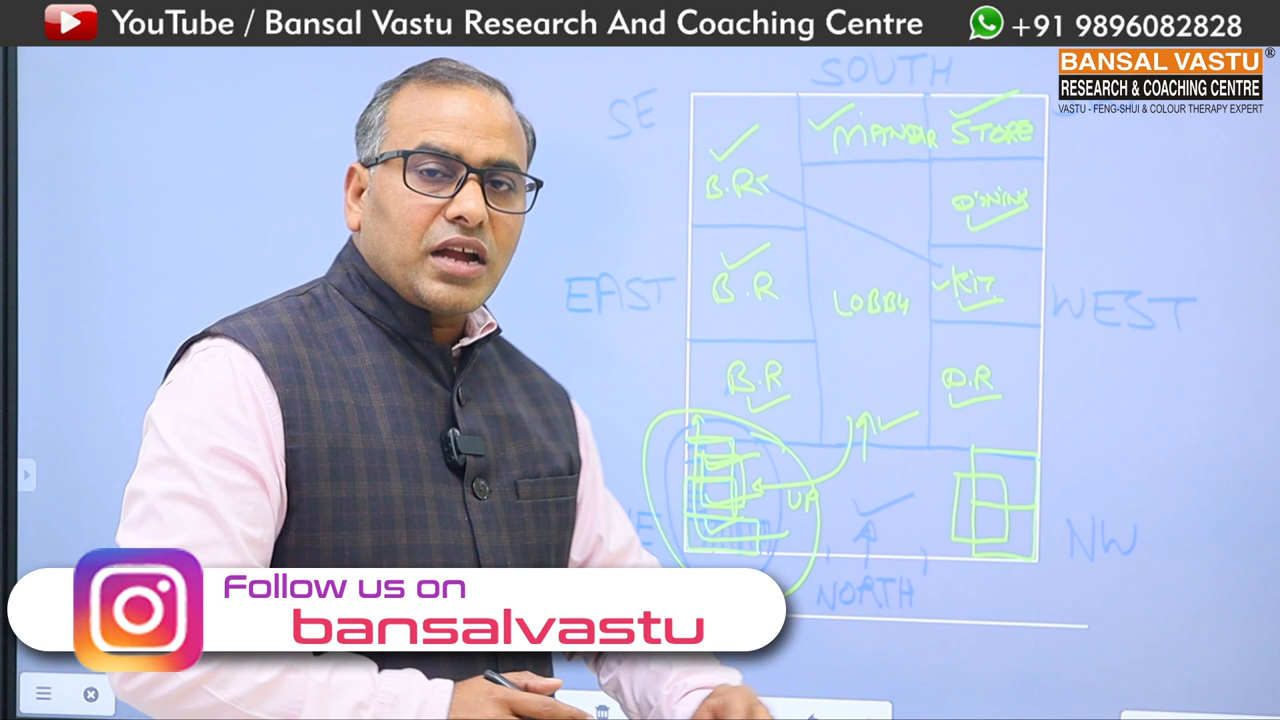 YouTube / Bansal Vastu Research And Coaching Centre
+91 9896082828
BANSAL VASTU®
RESEARCH & COACHING CENTRE
VASTU - FENG-SHUI & COLOUR THERAPY EXPERT
SOUTH
SE
MANDIR
STORE
B.R
DINING
EAST
B.R
LOBBY
KIT
WEST
B.R
D.R
UP
NW
NORTH
Follow us on
bansalvastu